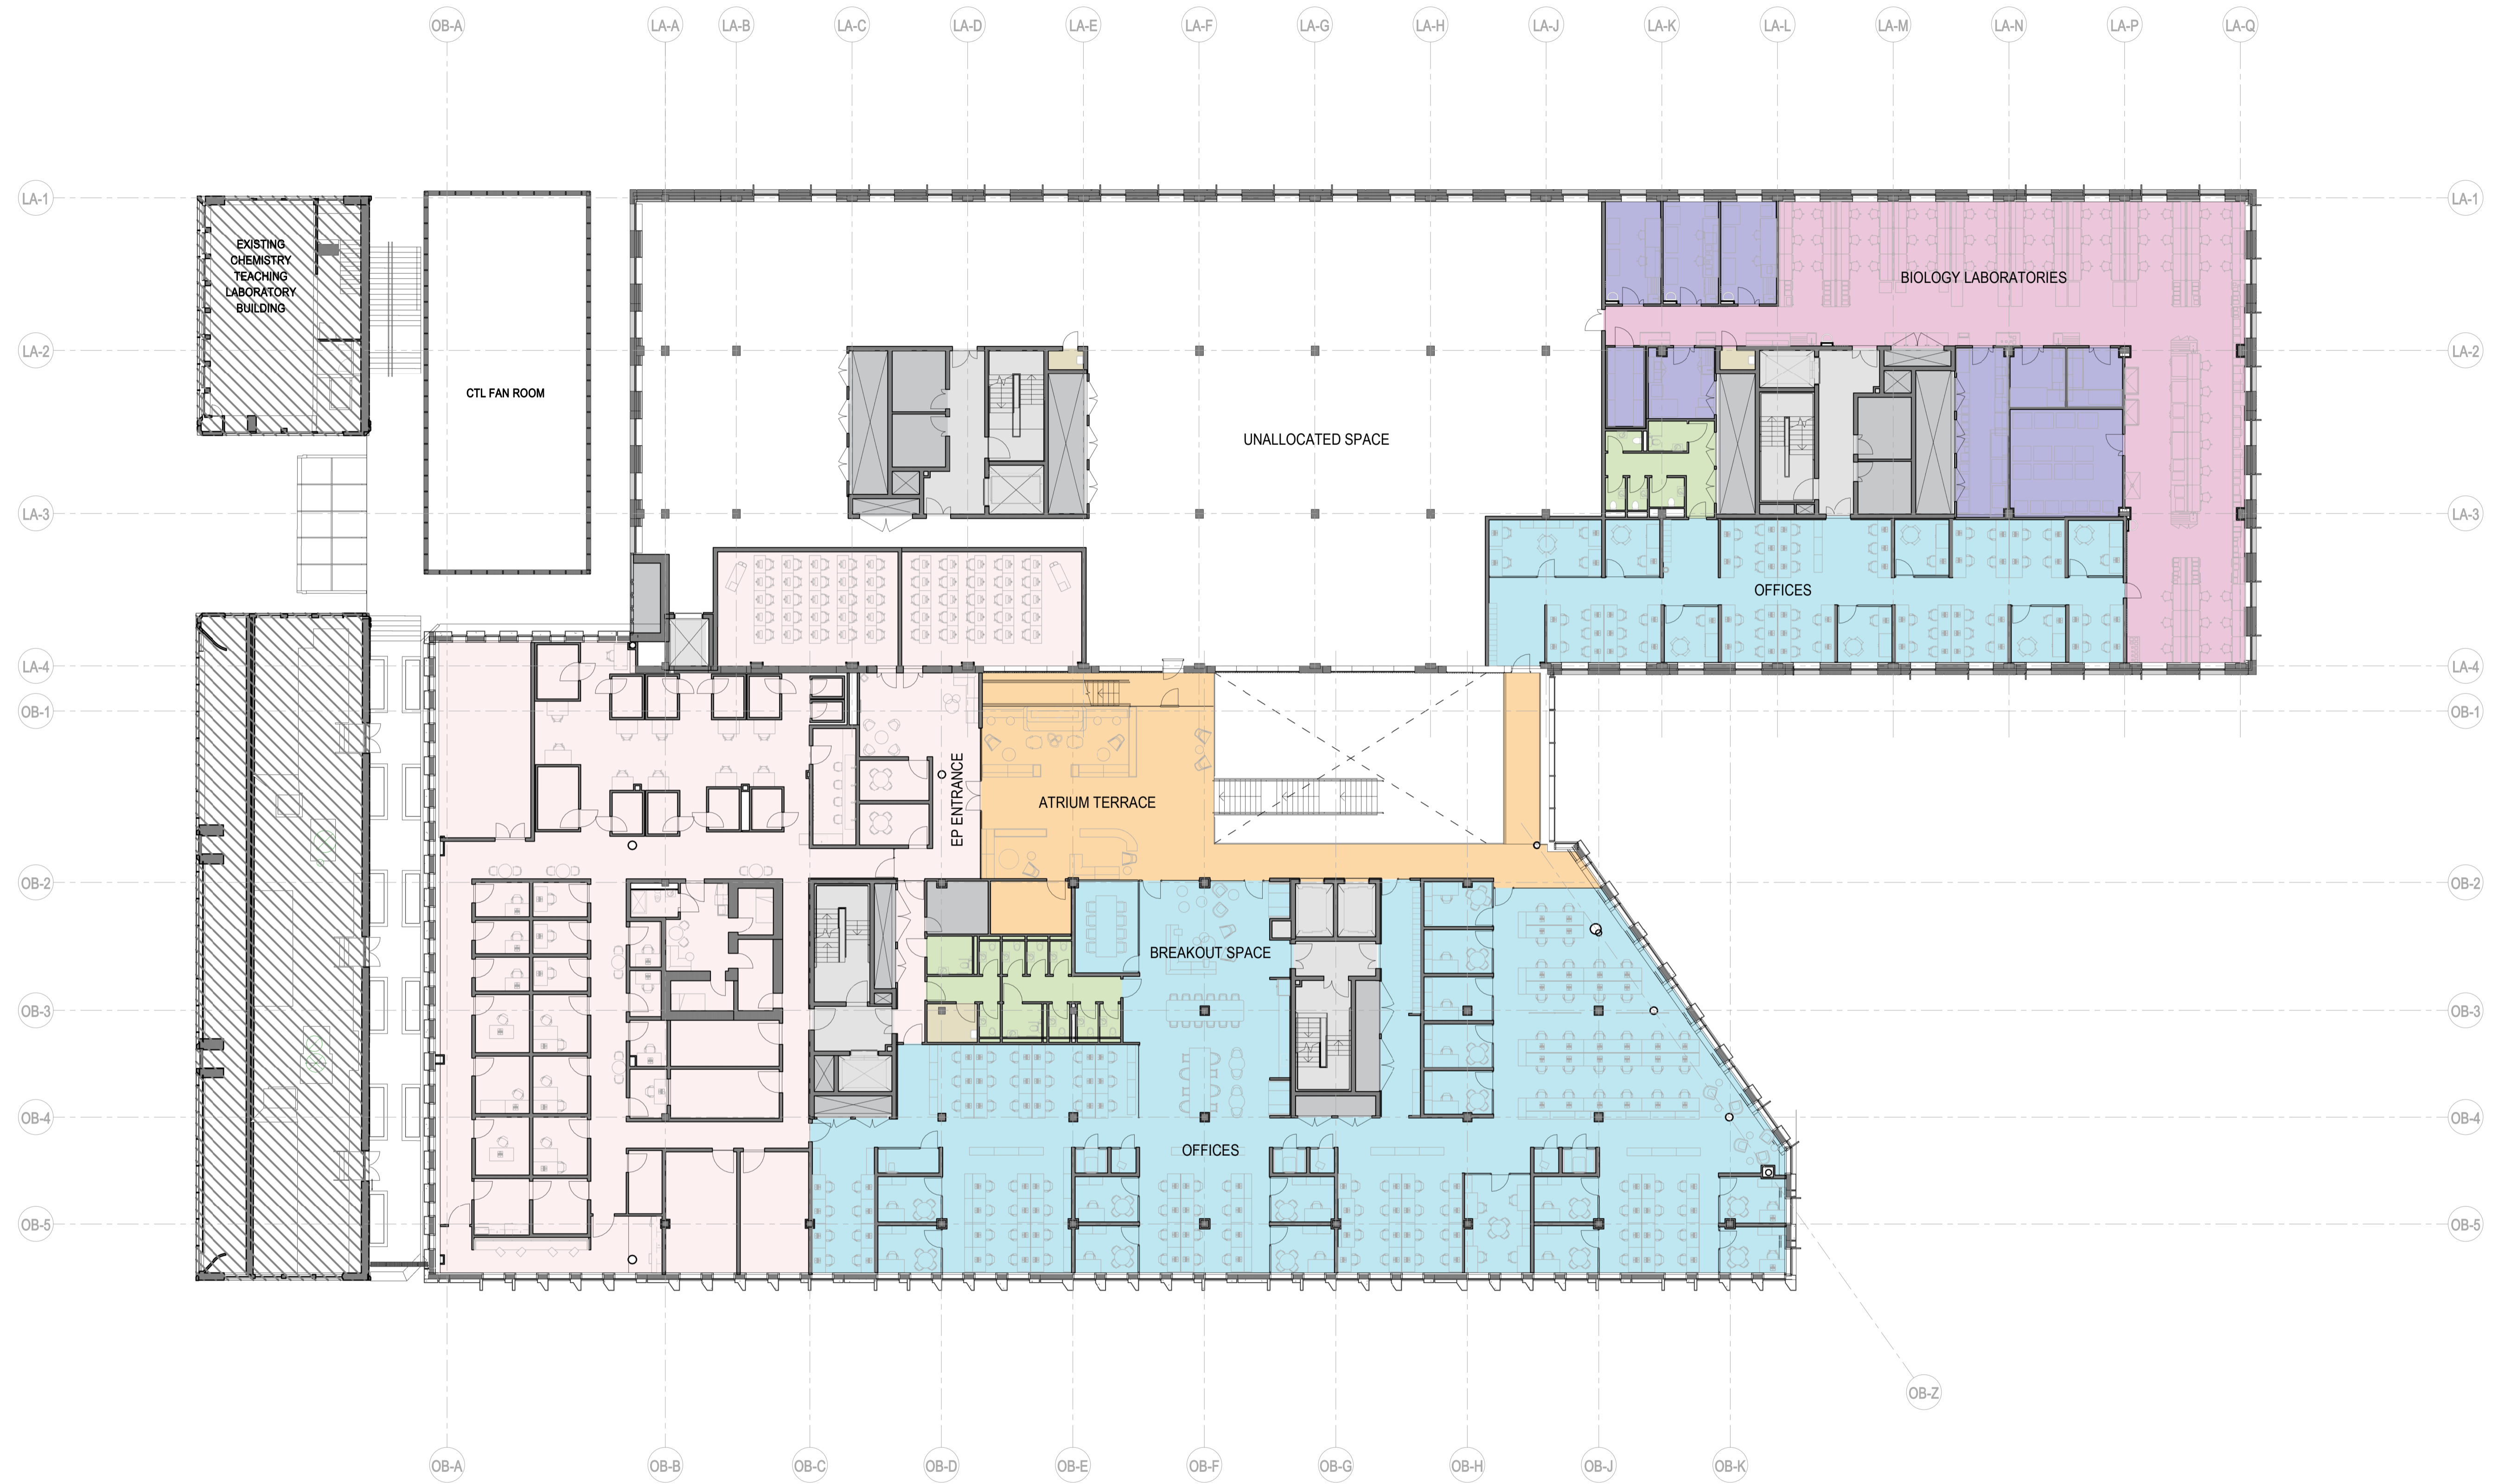 OB-A
LA-A
LA-B
LA-C
LA-D
LA-E
LA-F
LA-G
LA-H
LA-J
LA-K
LA-L
LA-M
LA-N
LA-P
LA-Q
LA-1
LA-1
EXISTING
CHEMISTRY
TEACHING
LABORATORY
BUILDING
BIOLOGY LABORATORIES
LA-2
LA-2
CTL FAN ROOM
UNALLOCATED SPACE
LA-3
LA-3
OFFICES
LA-4
LA-4
OB-1
OB-1
EP ENTRANCE
ATRIUM TERRACE
OB-2
OB-2
BREAKOUT SPACE
OB-3
OB-3
OB-4
OB-4
OFFICES
OB-5
OB-5
OB-Z
OB-A
OB-B
OB-C
OB-D
OB-E
OB-F
OB-G
OB-H
OB-J
OB-K